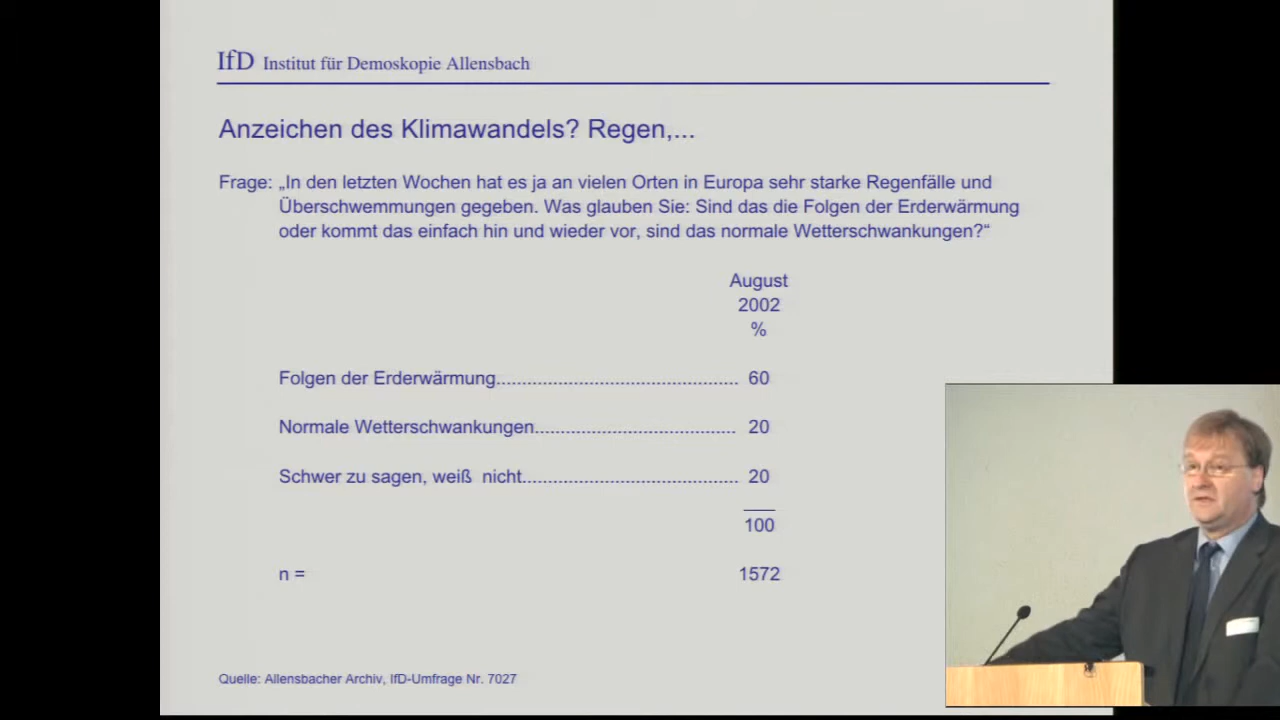 IfD Institut für Demoskopie Allensbach
Anzeichen des Klimawandels? Regen,...
Frage: „In den letzten Wochen hat es ja an vielen Orten in Europa sehr starke Regenfälle und
Überschwemmungen gegeben. Was glauben Sie: Sind das die Folgen der Erderwärmung
oder kommt das einfach hin und wieder vor, sind das normale Wetterschwankungen?“
August
2002
%
Folgen der Erderwärmung............................................... 60
Normale Wetterschwankungen....................................... 20
Schwer zu sagen, weiß nicht.......................................... 20
100
n = 1572
Quelle: Allensbacher Archiv, IfD-Umfrage Nr. 7027